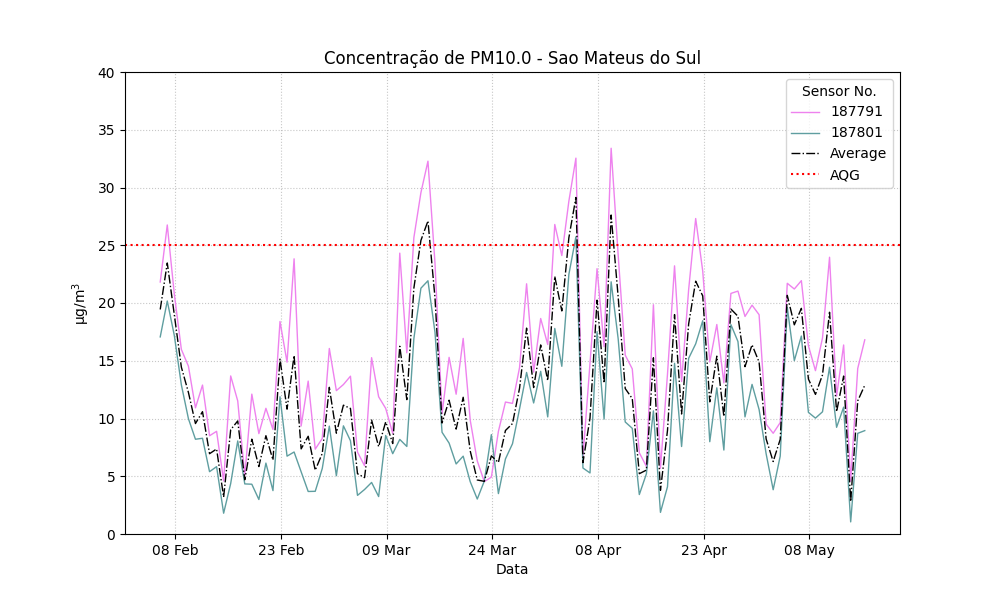 Concentração de PM10.0 - Sao Mateus do Sul
40
35
30
25
20
15
10
5
0
µg/m³
Sensor No.
187791
187801
Average
AQG
08 Feb 23 Feb 09 Mar 24 Mar 08 Apr 23 Apr 08 May
Data